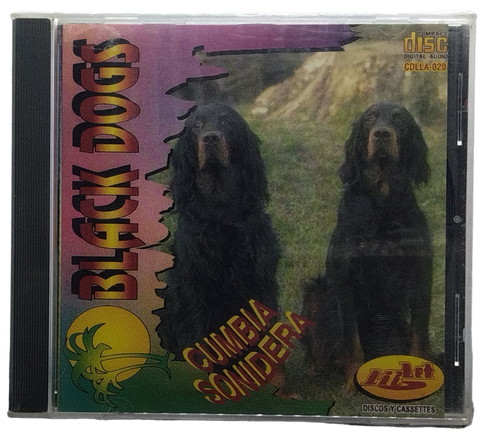 BLACK DOGS
COMPACT
disc
DIGITAL AUDIO
CDLLA-020
CUMBIA
SONIDERA
DISCOS Y CASSETTES